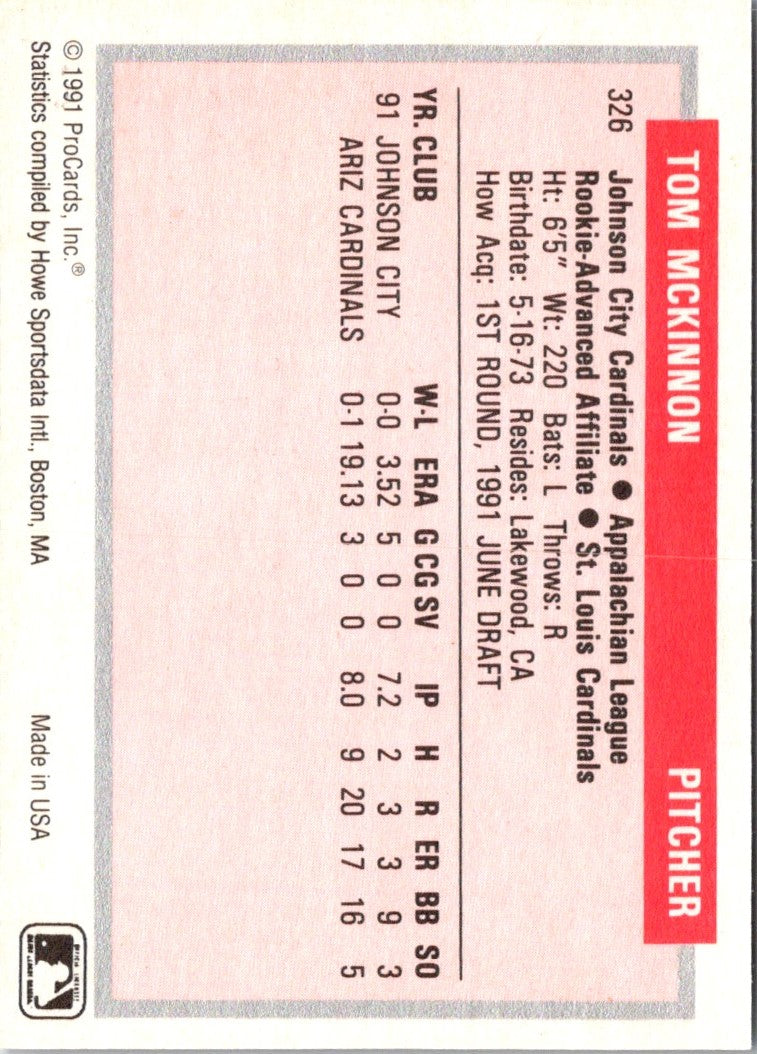 TOM MCKINNON PITCHER
326 Johnson City Cardinals ● Appalachian League
Rookie-Advanced Affiliate ● St. Louis Cardinals
Ht: 6'5" Wt: 220 Bats: L Throws: R
Birthdate: 5-16-73 Resides: Lakewood, CA
How Acq: 1ST ROUND, 1991 JUNE DRAFT
YR. CLUB W-L ERA G CG SV IP H R ER BB SO
91 JOHNSON CITY 0-0 3.52 5 0 0 7.2 2 3 3 9 3
ARIZ CARDINALS 0-1 19.13 3 0 0 8.0 9 20 17 16 5
© 1991 ProCards, Inc.® Made in USA
Statistics compiled by Howe Sportsdata Intl., Boston, MA